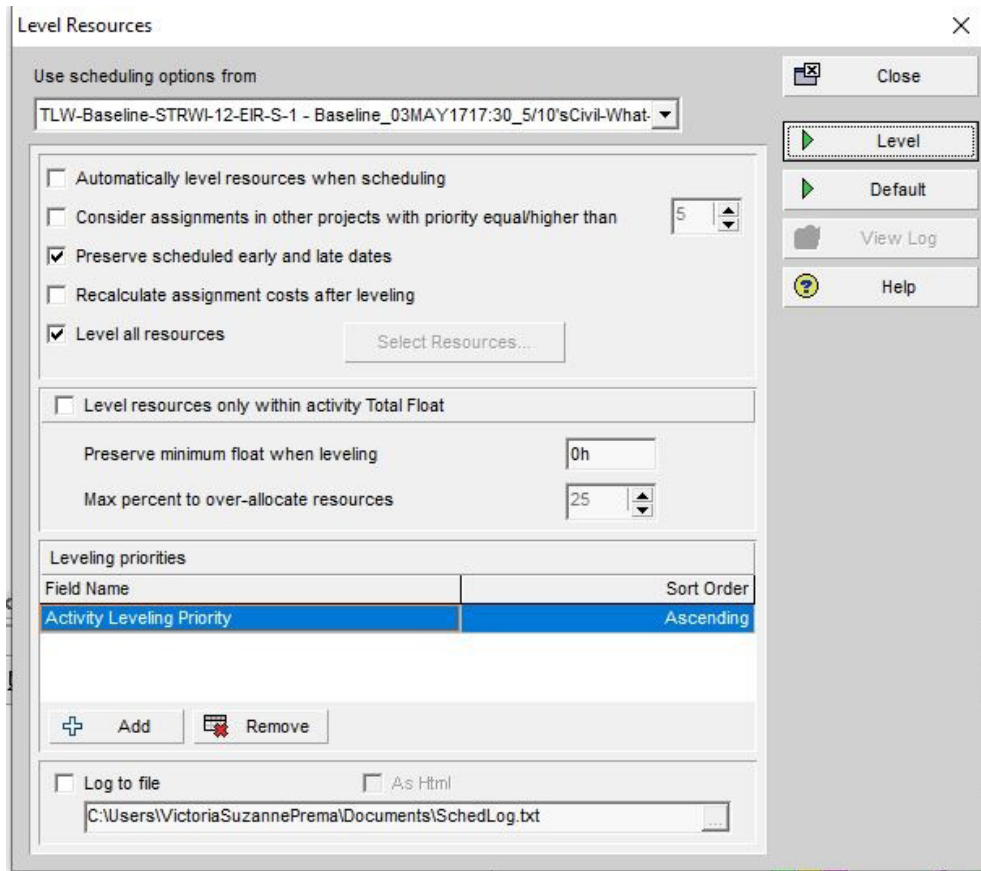 Level Resources
Use scheduling options from
Close
TLW-Baseline-STRWI-12-EIR-S-1 - Baseline_03MAY1717:30_5/10'sCivil-What-
Level
Automatically level resources when scheduling
Default
Consider assignments in other projects with priority equal/higher than 5
View Log
Preserve scheduled early and late dates
Recalculate assignment costs after leveling
Help
Level all resources
Select Resources...
Level resources only within activity Total Float
Preserve minimum float when leveling 0h
Max percent to over-allocate resources 25
Leveling priorities
Field Name Sort Order
Activity Leveling Priority Ascending
Add Remove
Log to file As Html
C:\Users\VictoriaSuzannePrema\Documents\SchedLog.txt ...